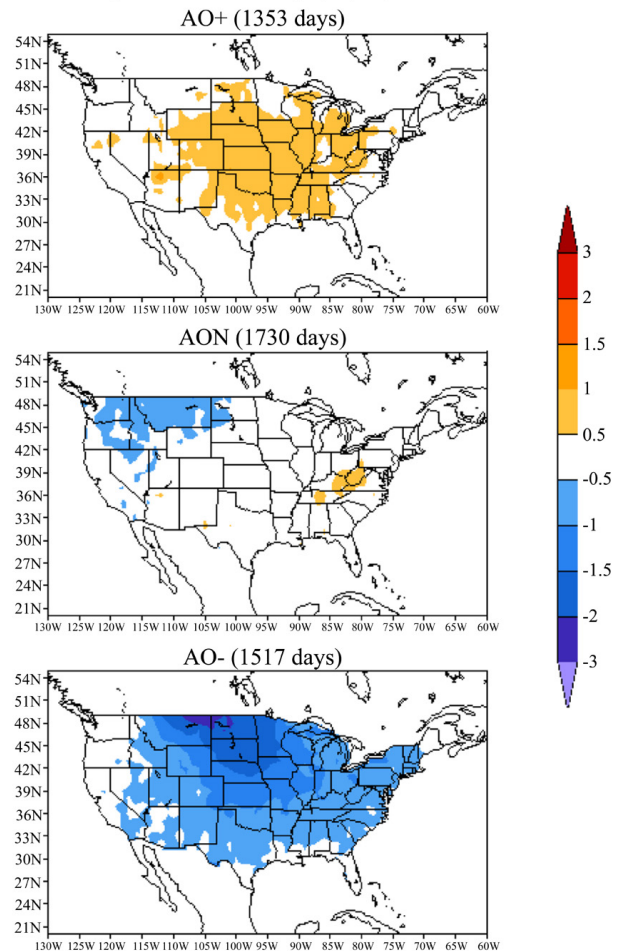 AO+ (1353 days)
54N
51N
48N
45N
42N
39N
36N
33N
30N
27N
24N
21N
130W 125W 120W 115W 110W 105W 100W 95W 90W 85W 80W 75W 70W 65W 60W
AON (1730 days)
54N
51N
48N
45N
42N
39N
36N
33N
30N
27N
24N
21N
130W 125W 120W 115W 110W 105W 100W 95W 90W 85W 80W 75W 70W 65W 60W
AO- (1517 days)
54N
51N
48N
45N
42N
39N
36N
33N
30N
27N
24N
21N
130W 125W 120W 115W 110W 105W 100W 95W 90W 85W 80W 75W 70W 65W 60W
3
2
1.5
1
0.5
-0.5
-1
-1.5
-2
-3